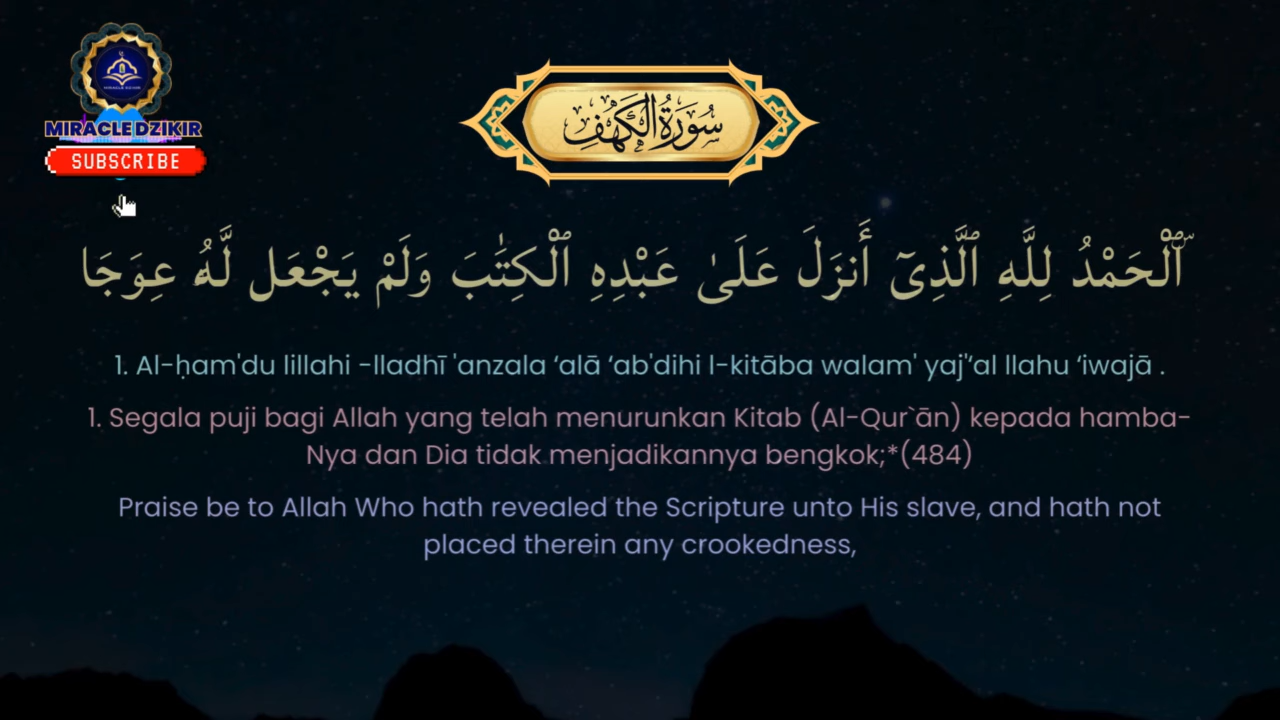 MIRACLE DZIKIR
SUBSCRIBE
سُورَةُ الكَهْفِ
ٱلْحَمْدُ لِلَّهِ ٱلَّذِىٓ أَنزَلَ عَلَىٰ عَبْدِهِ ٱلْكِتَٰبَ وَلَمْ يَجْعَل لَّهُۥ عِوَجَا
1. Al-ḥam'du lillahi -lladhī 'anzala ‘alā ‘ab'dihi l-kitāba walam' yaj'‘al llahu ‘iwajā .
1. Segala puji bagi Allah yang telah menurunkan Kitab (Al-Qur`ān) kepada hamba-
Nya dan Dia tidak menjadikannya bengkok;*(484)
Praise be to Allah Who hath revealed the Scripture unto His slave, and hath not
placed therein any crookedness,